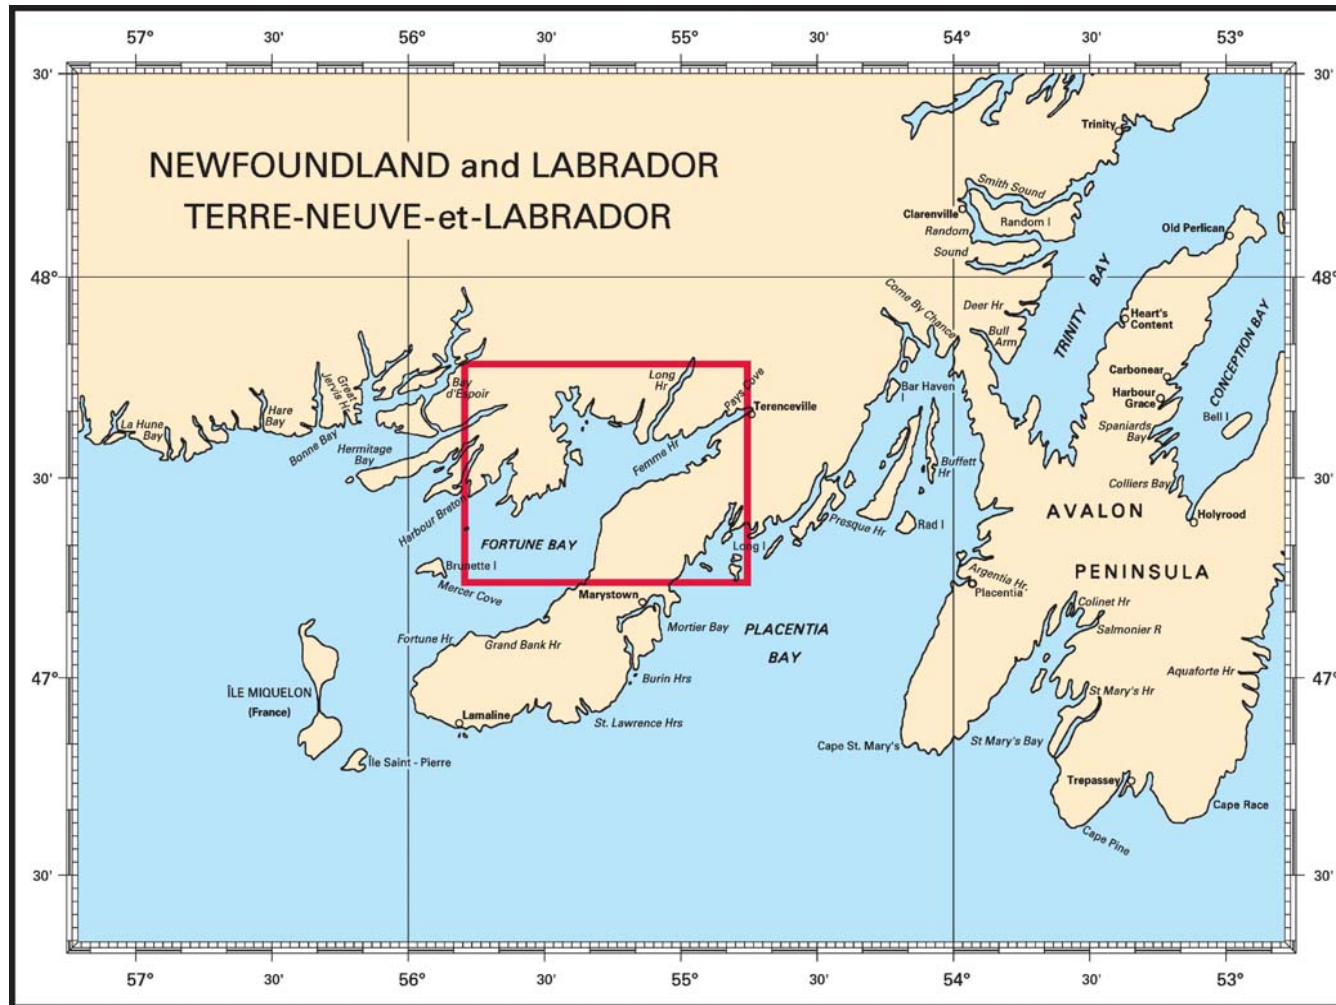 57° 30' 56° 30' 55° 30' 54° 30' 53°
30' 30'
Trinity
NEWFOUNDLAND and LABRADOR
TERRE-NEUVE-et-LABRADOR
Smith Sound
Clarenville
Random I
Random
Sound
Old Perlican
48° 48°
TRINITY BAY
CONCEPTION BAY
Come By Chance
Deer Hr
Bull
Arm
Heart's
Content
Carbonear
Harbour
Grace
Bell I
Spaniards
Bay
Colliers Bay
Holyrood
La Hune
Bay
Hare
Bay
Great
Jervis Hr
Bonne Bay
Hermitage
Bay
Bay
d'Espoir
Harbour Breton
Long
Hr
Pays Cove
Terenceville
Femme Hr
Bar Haven
I
Buffett
Hr
Presque Hr
Rad I
Long I
30' 30'
FORTUNE BAY
Brunette I
Mercer Cove
AVALON
PENINSULA
Argentia Hr.
Placentia
Colinet Hr
Salmonier R
Marystown
Mortier Bay
PLACENTIA
BAY
Fortune Hr
Grand Bank Hr
Burin Hrs
Aquaforte Hr
47° 47°
St Mary's Hr
ÎLE MIQUELON
(France)
Lamaline
St. Lawrence Hrs
Cape St. Mary's
St Mary's Bay
Île Saint - Pierre
Trepassey
Cape Race
Cape Pine
30' 30'
57° 30' 56° 30' 55° 30' 54° 30' 53°